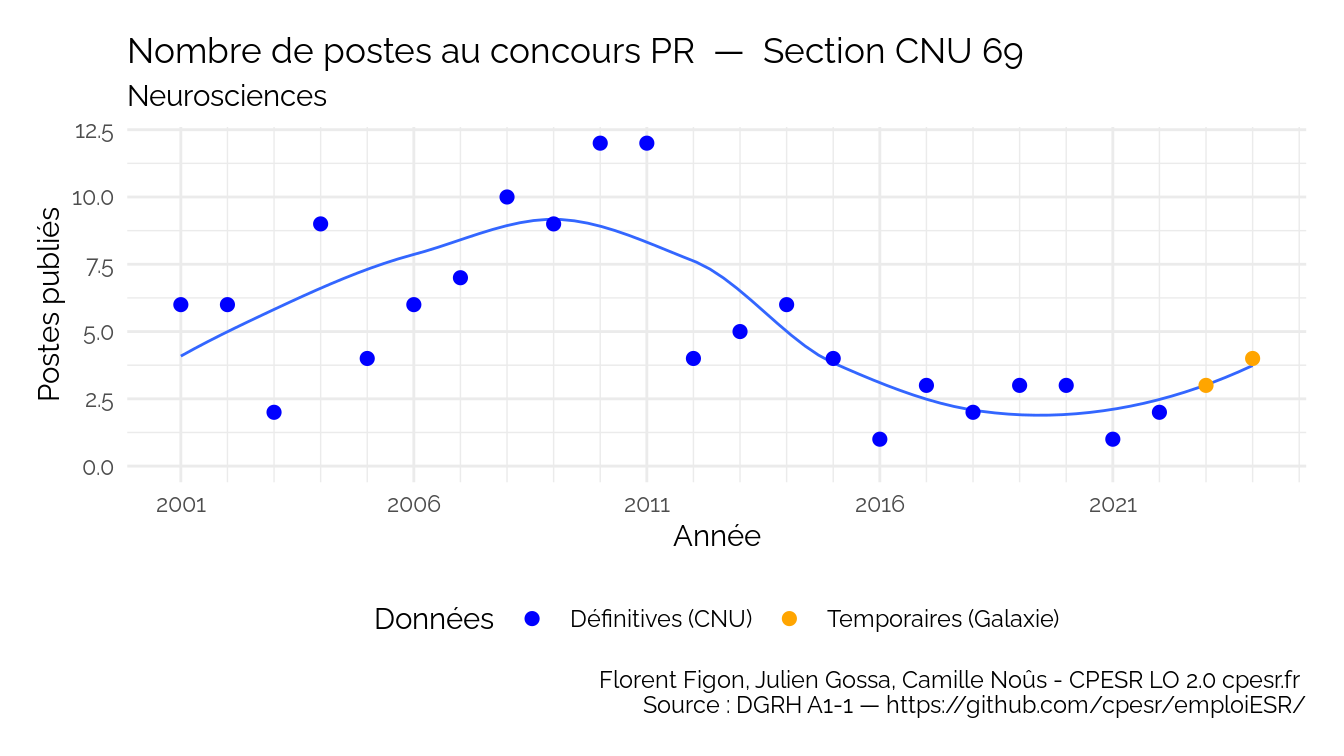 Nombre de postes au concours PR — Section CNU 69
Neurosciences
Postes publiés
12.5
10.0
7.5
5.0
2.5
0.0
2001 2006 2011 2016 2021
Année
Données Définitives (CNU) Temporaires (Galaxie)
Florent Figon, Julien Gossa, Camille Noûs - CPESR LO 2.0 cpesr.fr
Source : DGRH A1-1 — https://github.com/cpesr/emploiESR/